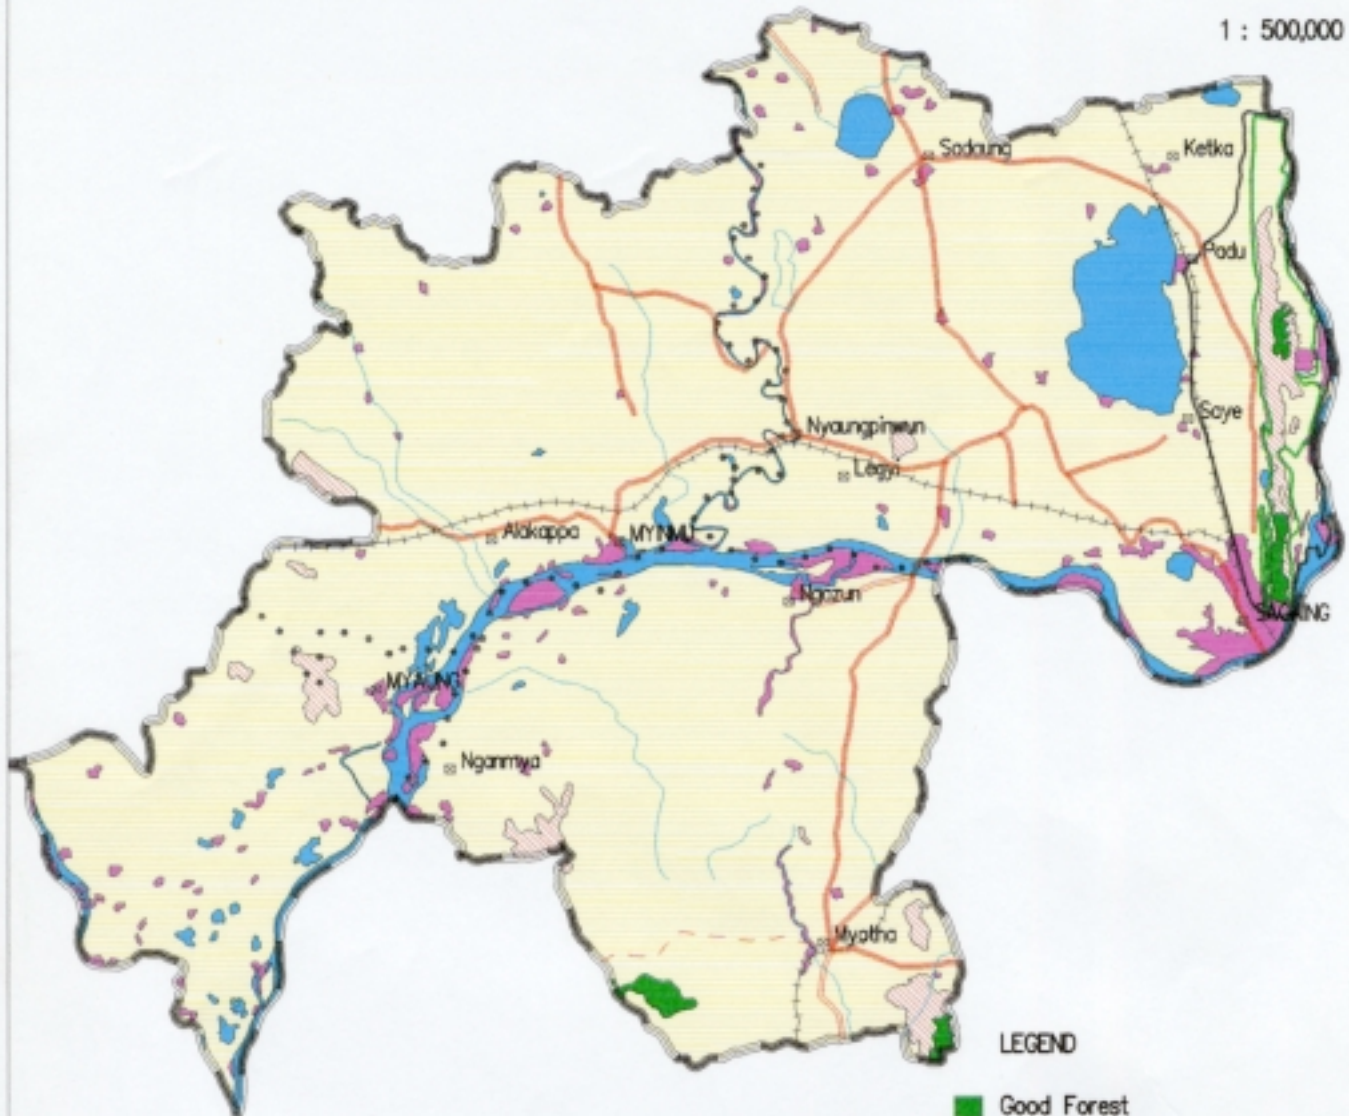 1 : 500,000
Sadaung
Ketka
Padu
Saye
Nyaungpinwun
Legyi
Alakappa
MYINMU
Ngazun
SAGAING
MYAUNG
Nganmya
Myotha
LEGEND
Good Forest